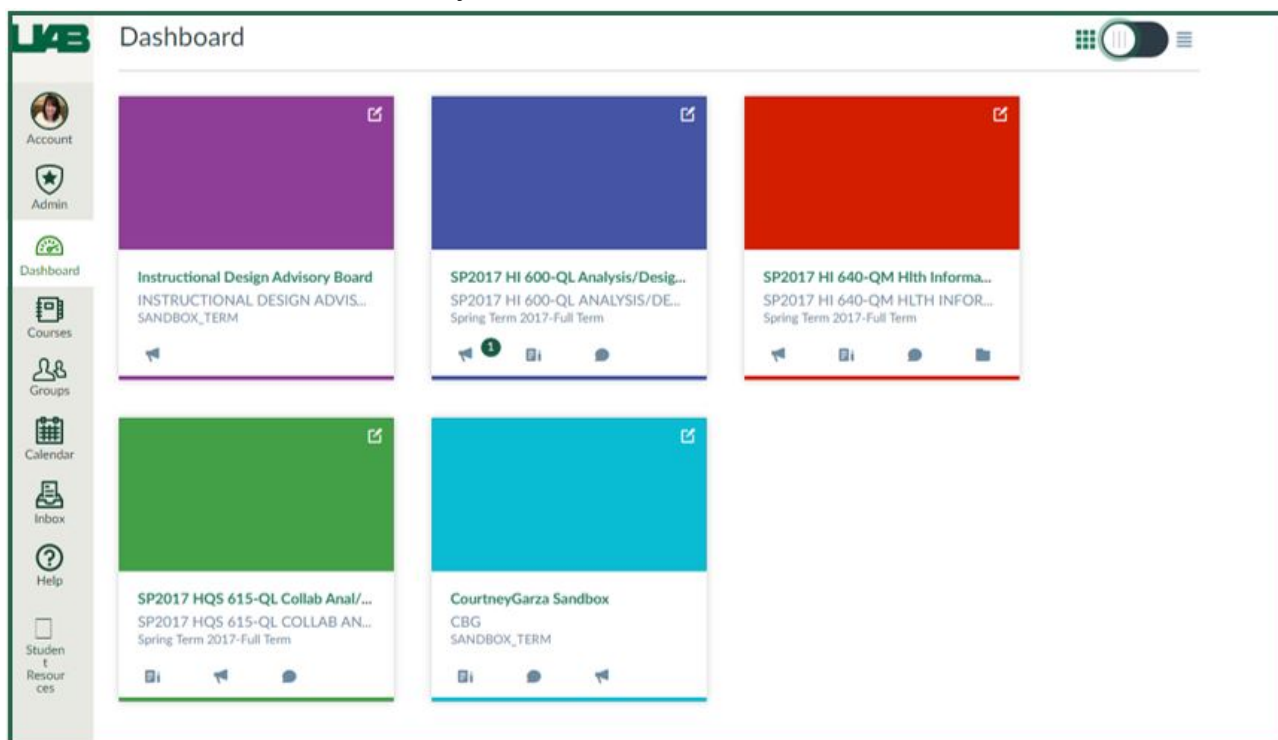 UAB
Dashboard
Account
Admin
Dashboard
Courses
Groups
Calendar
Inbox
Help
Studen
t
Resour
ces
Instructional Design Advisory Board
INSTRUCTIONAL DESIGN ADVIS...
SANDBOX_TERM
SP2017 HI 600-QL Analysis/Desig...
SP2017 HI 600-QL ANALYSIS/DE...
Spring Term 2017-Full Term
1
SP2017 HI 640-QM Hlth Informa...
SP2017 HI 640-QM HLTH INFOR...
Spring Term 2017-Full Term
SP2017 HQS 615-QL Collab Anal/...
SP2017 HQS 615-QL COLLAB AN...
Spring Term 2017-Full Term
CourtneyGarza Sandbox
CBG
SANDBOX_TERM